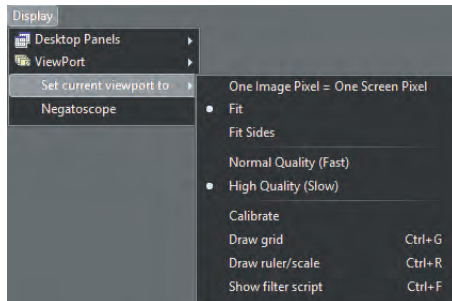 Display
Desktop Panels
ViewPort
Set current viewport to
Negatoscope
One Image Pixel = One Screen Pixel
Fit
Fit Sides
Normal Quality (Fast)
High Quality (Slow)
Calibrate
Draw grid Ctrl+G
Draw ruler/scale Ctrl+R
Show filter script Ctrl+F